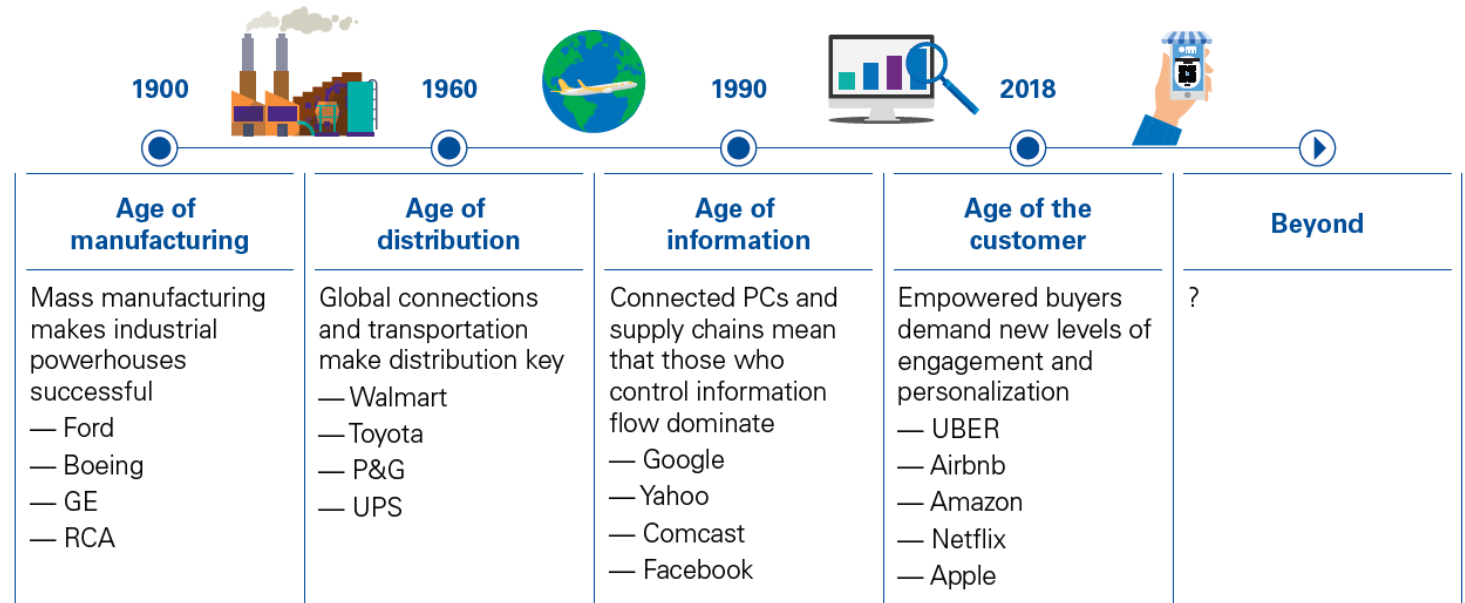 1900
1960
1990
2018
Age of
manufacturing
Mass manufacturing
makes industrial
powerhouses
successful
— Ford
— Boeing
— GE
— RCA
Age of
distribution
Global connections
and transportation
make distribution key
— Walmart
— Toyota
— P&G
— UPS
Age of
information
Connected PCs and
supply chains mean
that those who
control information
flow dominate
— Google
— Yahoo
— Comcast
— Facebook
Age of the
customer
Empowered buyers
demand new levels of
engagement and
personalization
— UBER
— Airbnb
— Amazon
— Netflix
— Apple
Beyond
?